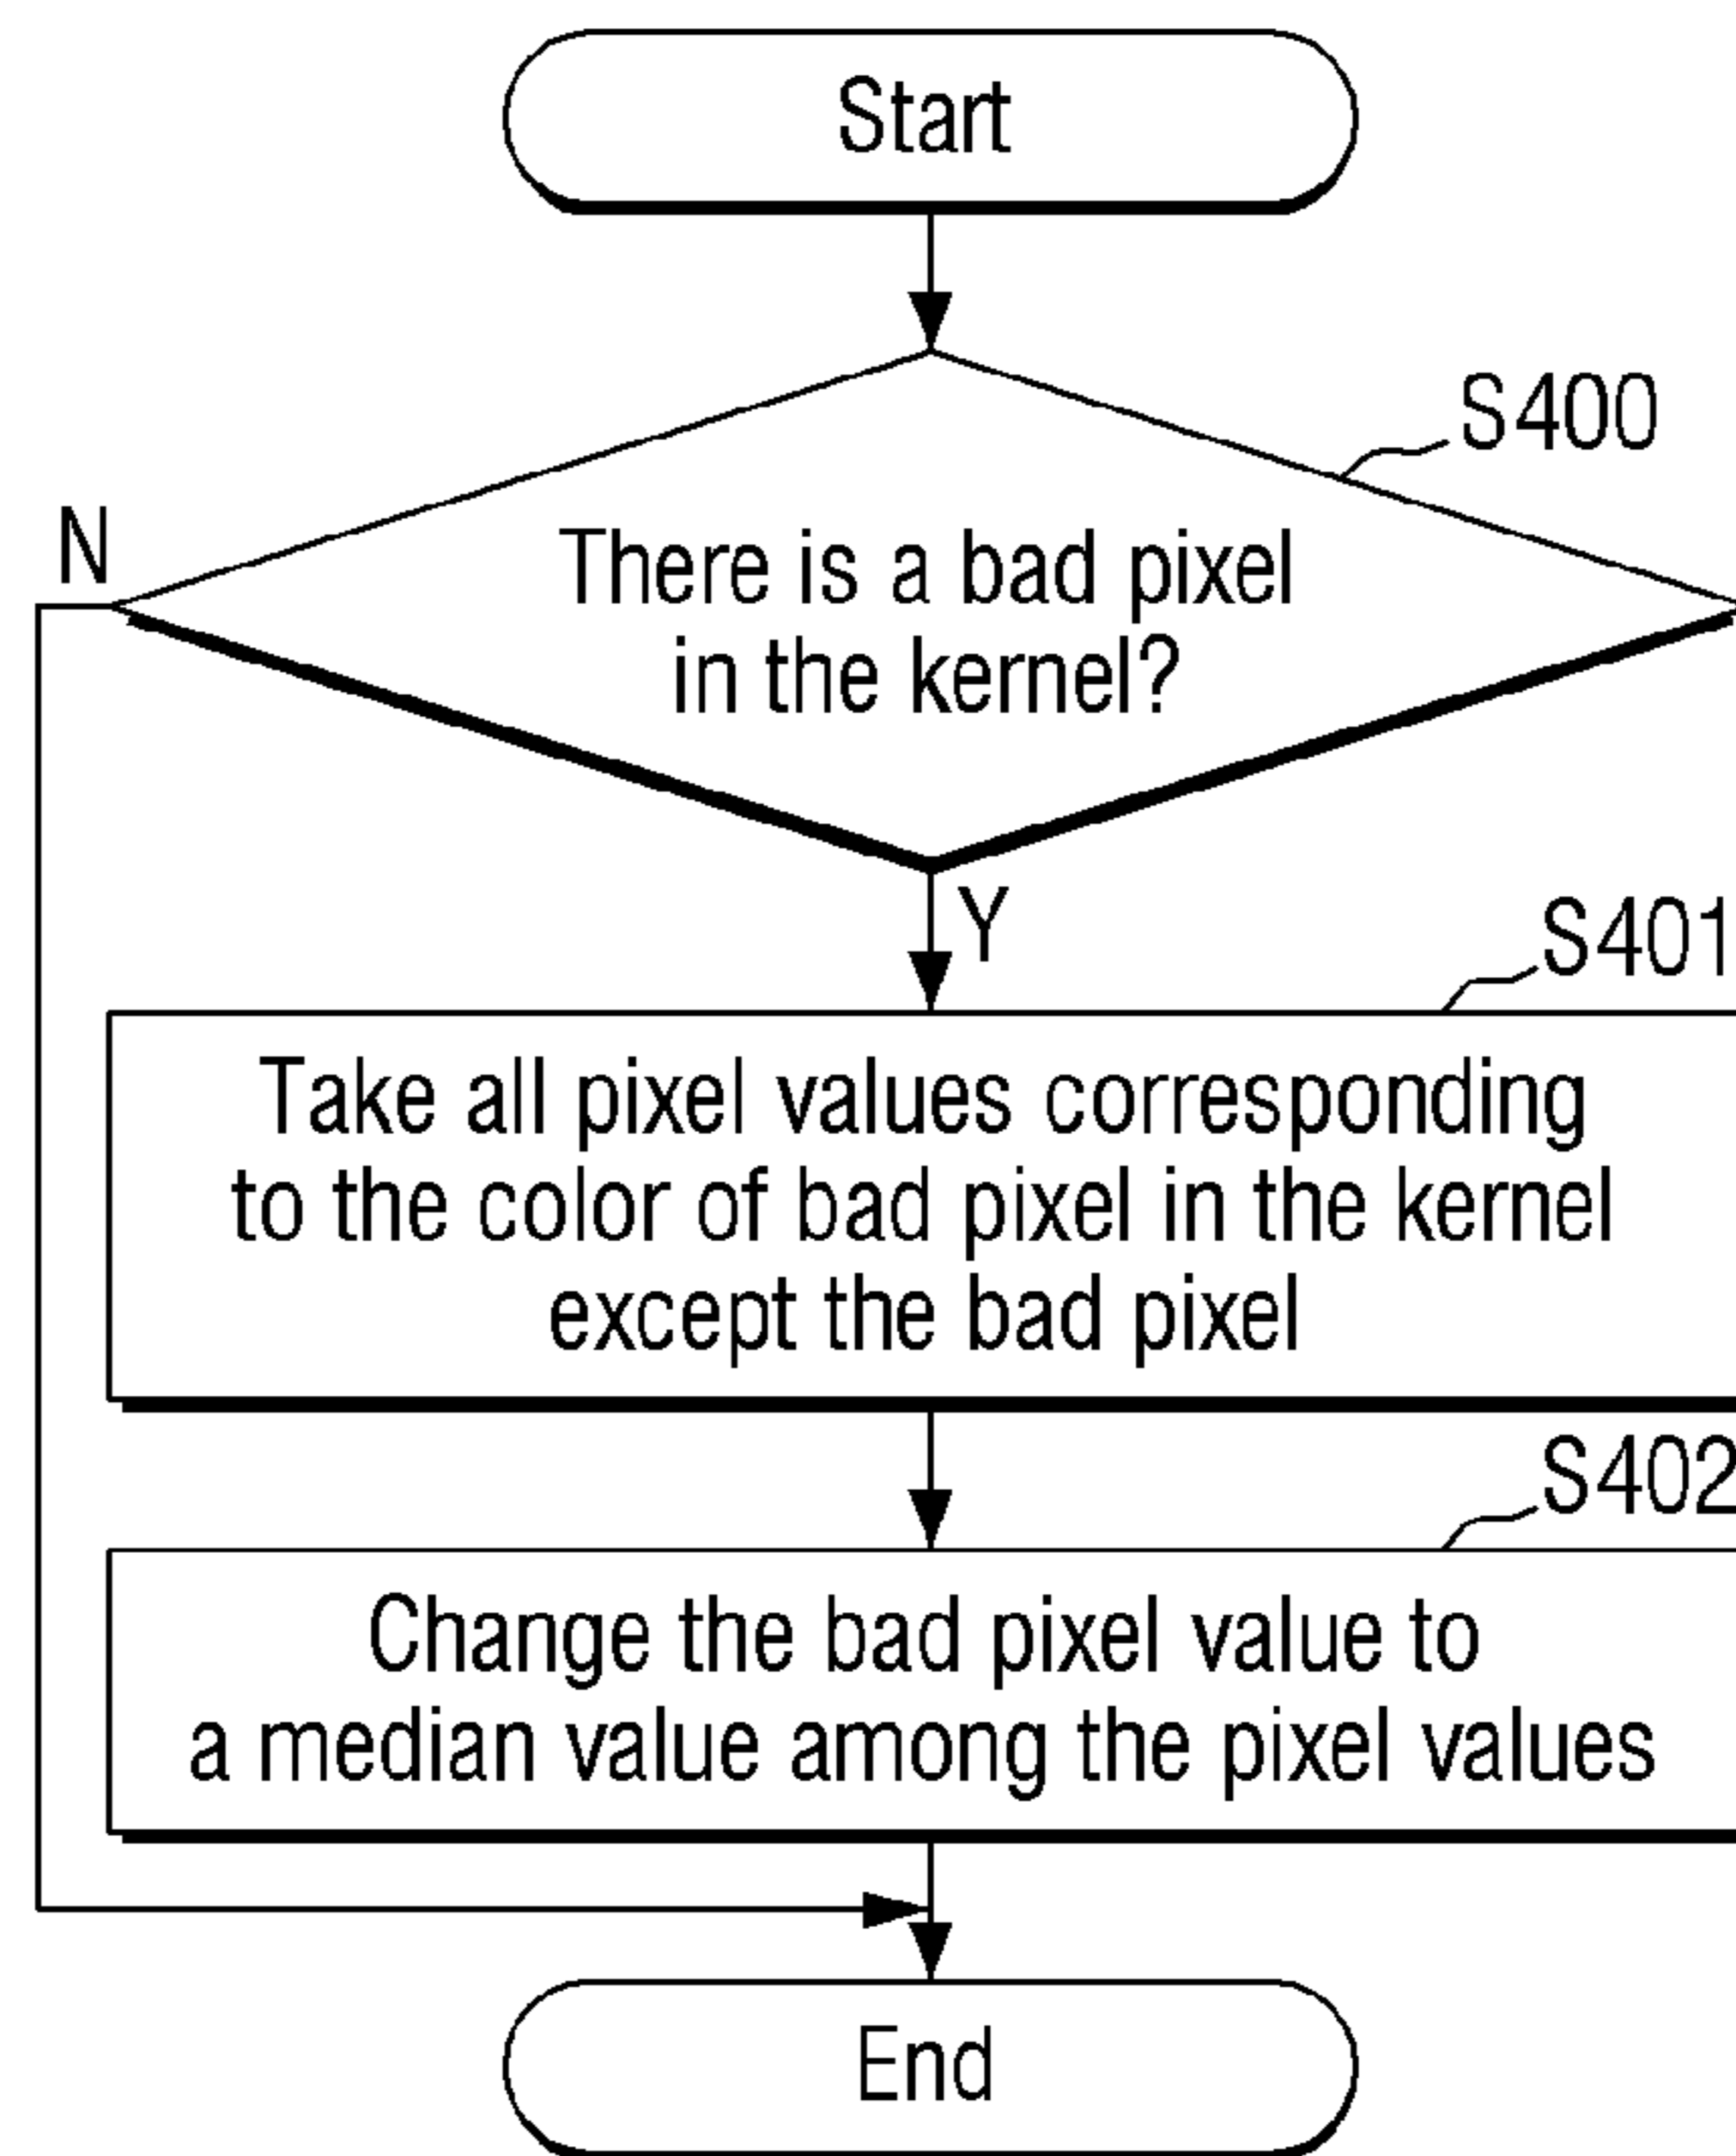 Start
S400
N
There is a bad pixel
in the kernel?
Y
S401
Take all pixel values corresponding
to the color of bad pixel in the kernel
except the bad pixel
S402
Change the bad pixel value to
a median value among the pixel values
End